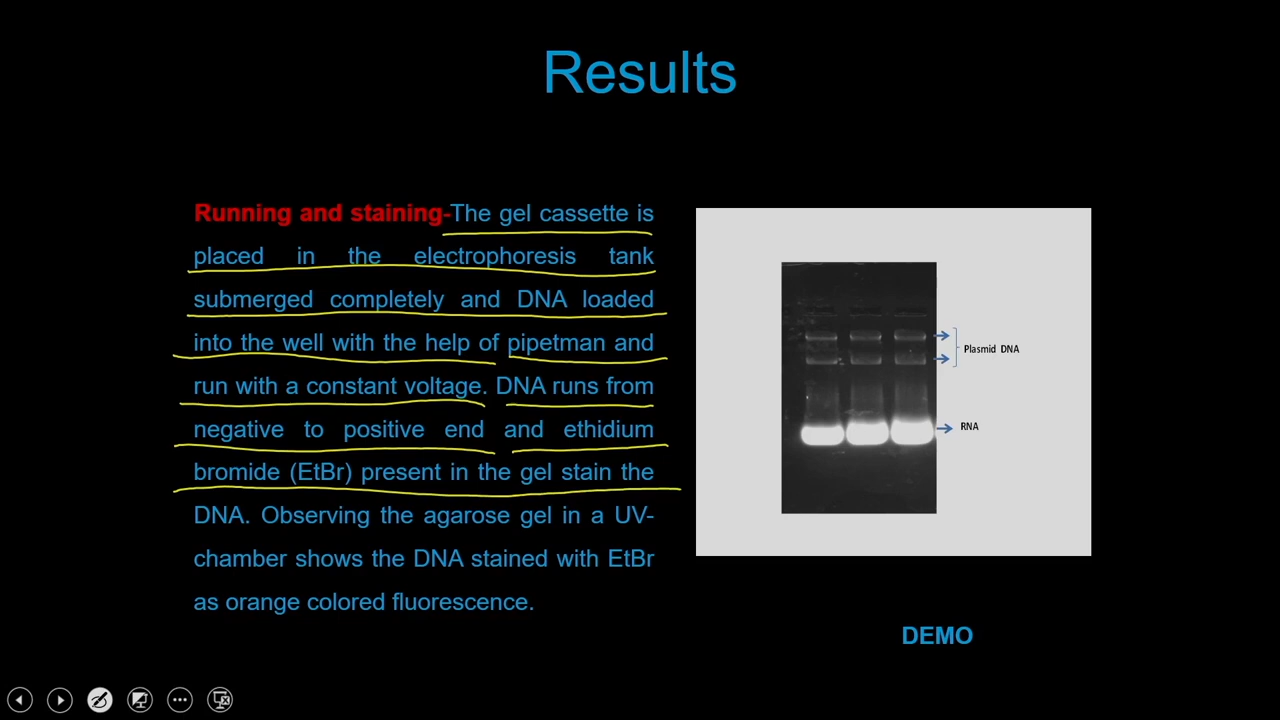 Results
Running and staining-The gel cassette is
placed in the electrophoresis tank
submerged completely and DNA loaded
into the well with the help of pipetman and
run with a constant voltage. DNA runs from
negative to positive end and ethidium
bromide (EtBr) present in the gel stain the
DNA. Observing the agarose gel in a UV-
chamber shows the DNA stained with EtBr
as orange colored fluorescence.
Plasmid DNA
RNA
DEMO